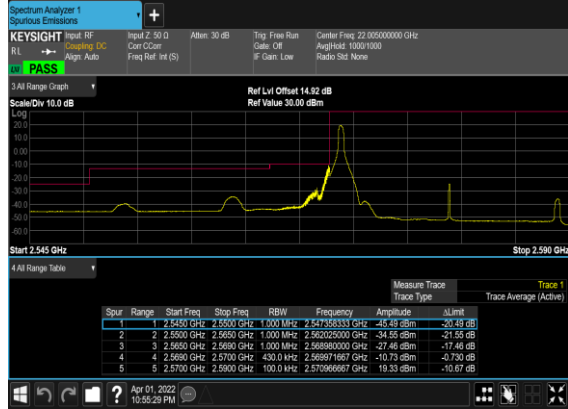 Spectrum Analyzer 1
Spurious Emissions
KEYSIGHT Input: RF Input Z: 50 Ω Atten: 30 dB Trig: Free Run Center Freq: 22.005000000 GHz
RL Coupling: DC Corr CCorr Gate: Off Avg|Hold: 1000/1000
Align: Auto Freq Ref: Int (S) IF Gain: Low Radio Std: None
PASS
3 All Range Graph
Ref Lvl Offset 14.92 dB
Scale/Div 10.0 dB Ref Value 30.00 dBm
Log
20.0
10.0
0.00
-10.0
-20.0
-30.0
-40.0
-50.0
-60.0
Start 2.545 GHz Stop 2.590 GHz
4 All Range Table
Measure Trace Trace 1
Trace Type Trace Average (Active)
Spur Range Start Freq Stop Freq RBW Frequency Amplitude ΔLimit
1 1 2.5450 GHz 2.5500 GHz 1.000 MHz 2.547358333 GHz -45.49 dBm -20.49 dB
2 2 2.5500 GHz 2.5650 GHz 1.000 MHz 2.562025000 GHz -34.55 dBm -21.55 dB
3 3 2.5650 GHz 2.5690 GHz 1.000 MHz 2.568980000 GHz -27.46 dBm -17.46 dB
4 4 2.5690 GHz 2.5700 GHz 430.0 kHz 2.569971667 GHz -10.73 dBm -0.730 dB
5 5 2.5700 GHz 2.5900 GHz 100.0 kHz 2.570966667 GHz 19.33 dBm -10.67 dB
?
Apr 01, 2022
10:55:29 PM